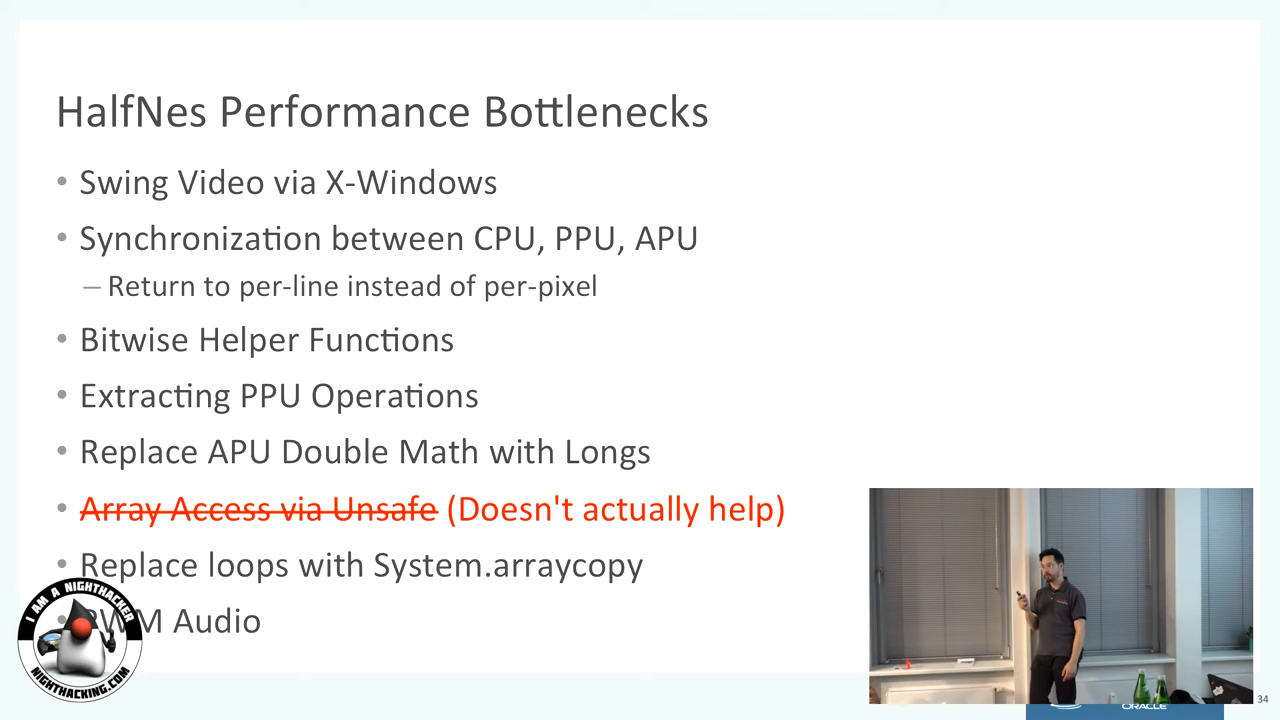 HalfNes Performance Bottlenecks
• Swing Video via X-Windows
• Synchronization between CPU, PPU, APU
– Return to per-line instead of per-pixel
• Bitwise Helper Functions
• Extracting PPU Operations
• Replace APU Double Math with Longs
• Array Access via Unsafe (Doesn't actually help)
• Replace loops with System.arraycopy
• PWM Audio
I AM A NIGHTHACKER
NIGHTHACKING.COM
ORACLE
34